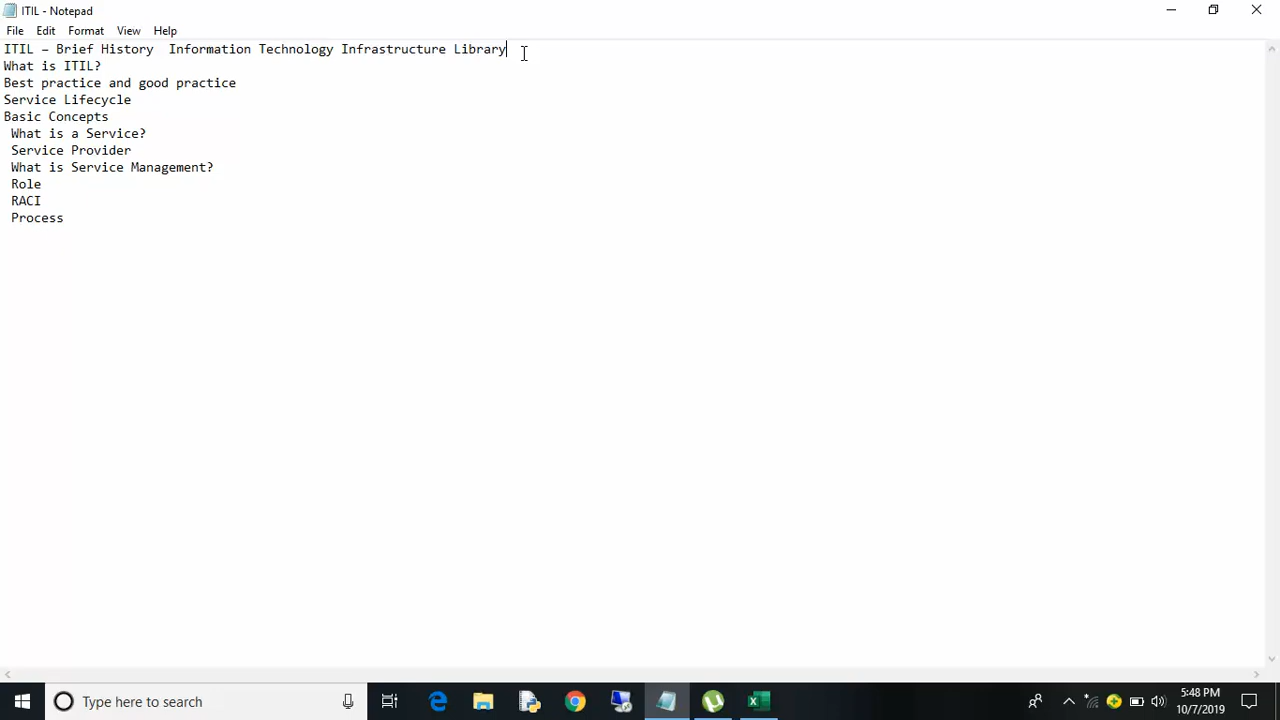 ITIL - Notepad
File Edit Format View Help
ITIL – Brief History  Information Technology Infrastructure Library
What is ITIL?
Best practice and good practice
Service Lifecycle
Basic Concepts
What is a Service?
Service Provider
What is Service Management?
Role
RACI
Process
Type here to search
5:48 PM
10/7/2019